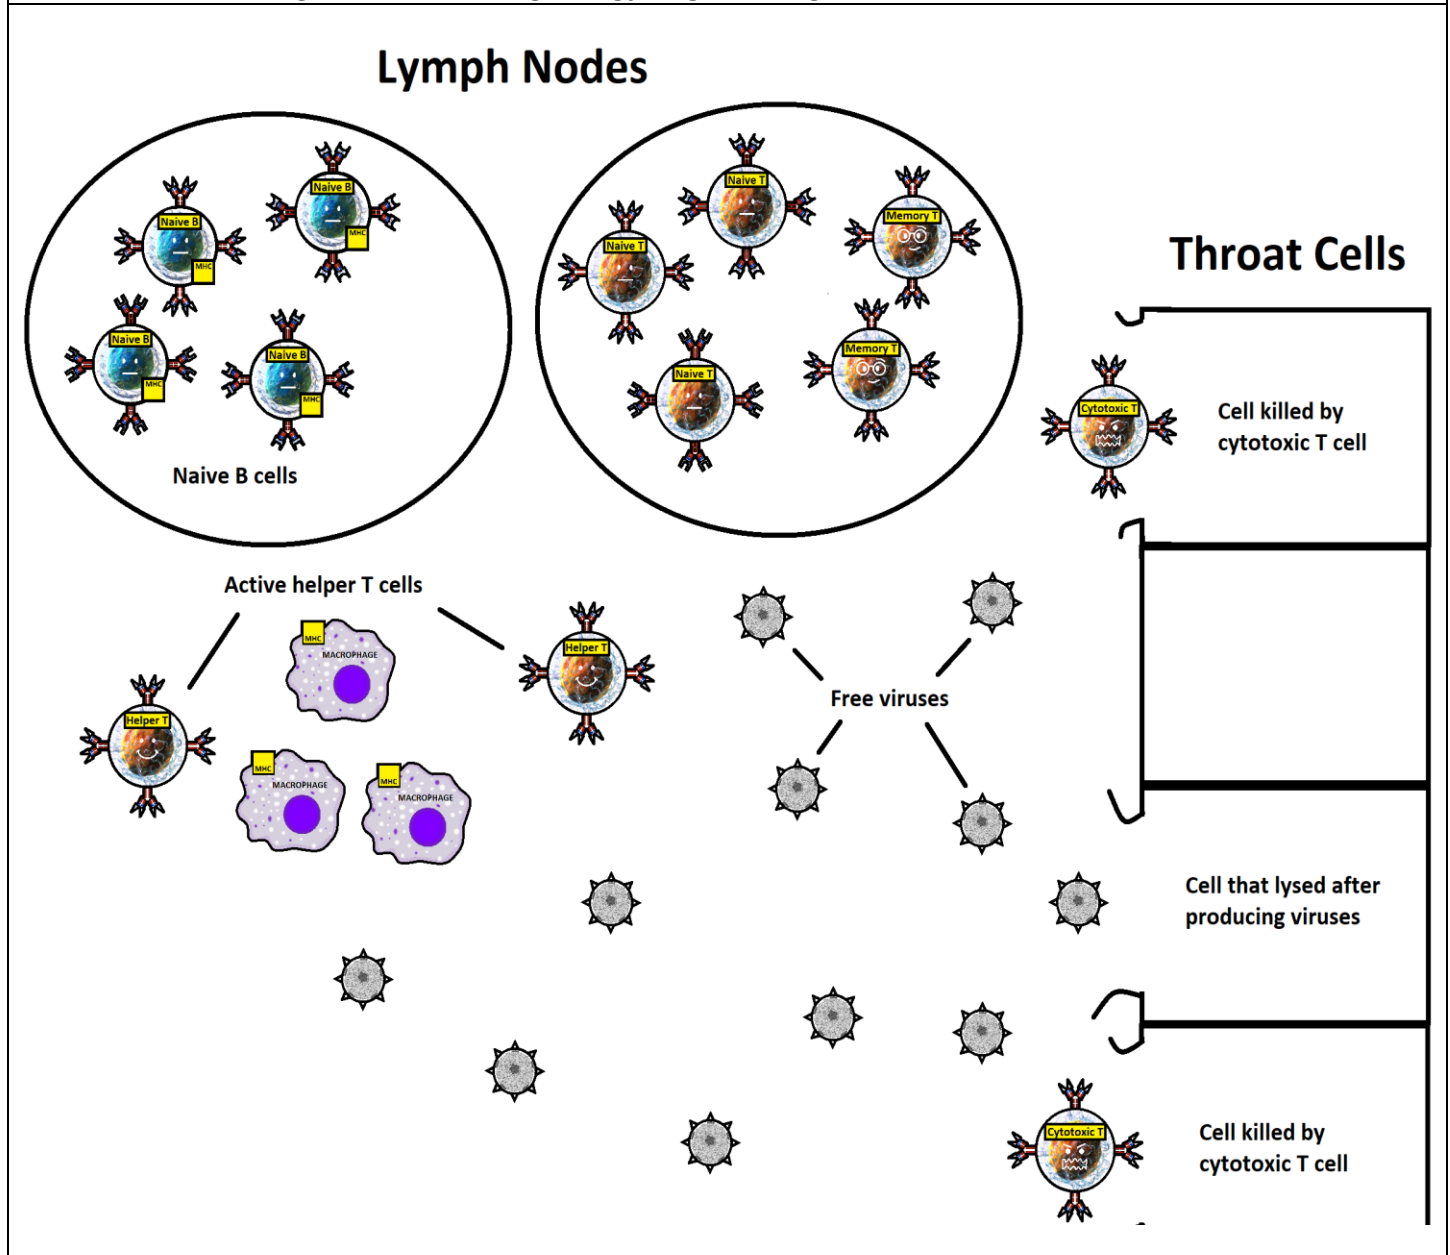 Lymph Nodes
Naive B
MHC
Naive B
MHC
Naive B
MHC
Naive B
MHC
Naive B cells
Naive T
Naive T
Memory T
Naive T
Memory T
Throat Cells
Cytotoxic T
Cell killed by
cytotoxic T cell
Active helper T cells
MHC
MACROPHAGE
Helper T
Helper T
MHC
MACROPHAGE
MHC
MACROPHAGE
Free viruses
Cell that lysed after
producing viruses
Cytotoxic T
Cell killed by
cytotoxic T cell